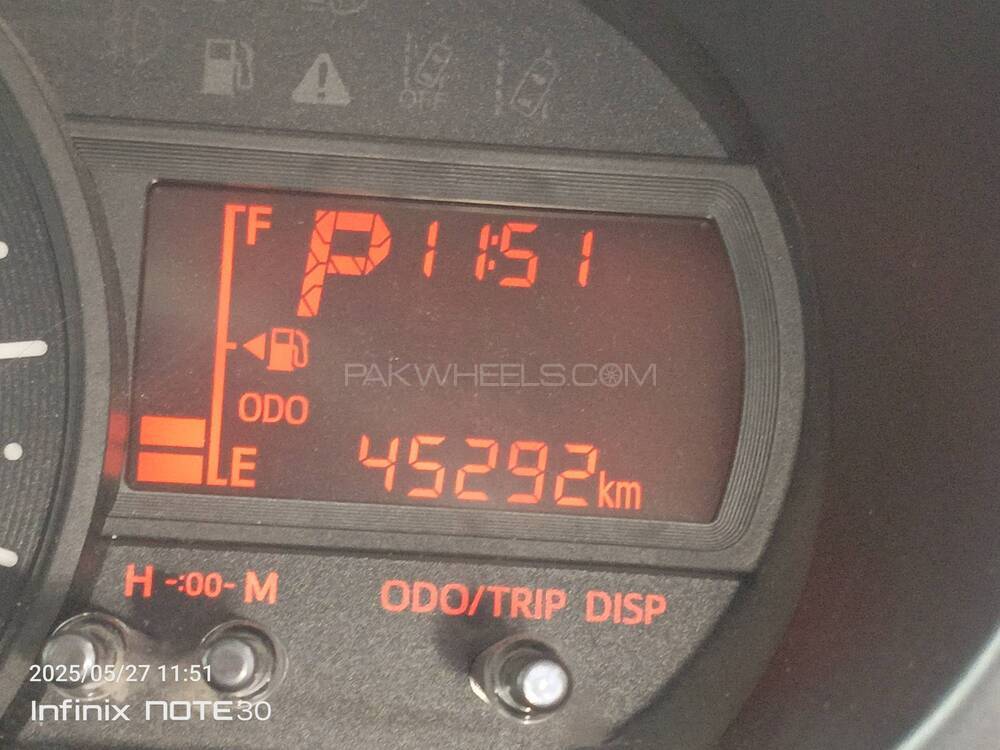 OFF
F
P 11:51
PAKWHEELS.COM
ODO
E
45292km
H -:00- M
ODO/TRIP DISP
2025/05/27 11:51
Infinix NOTE30